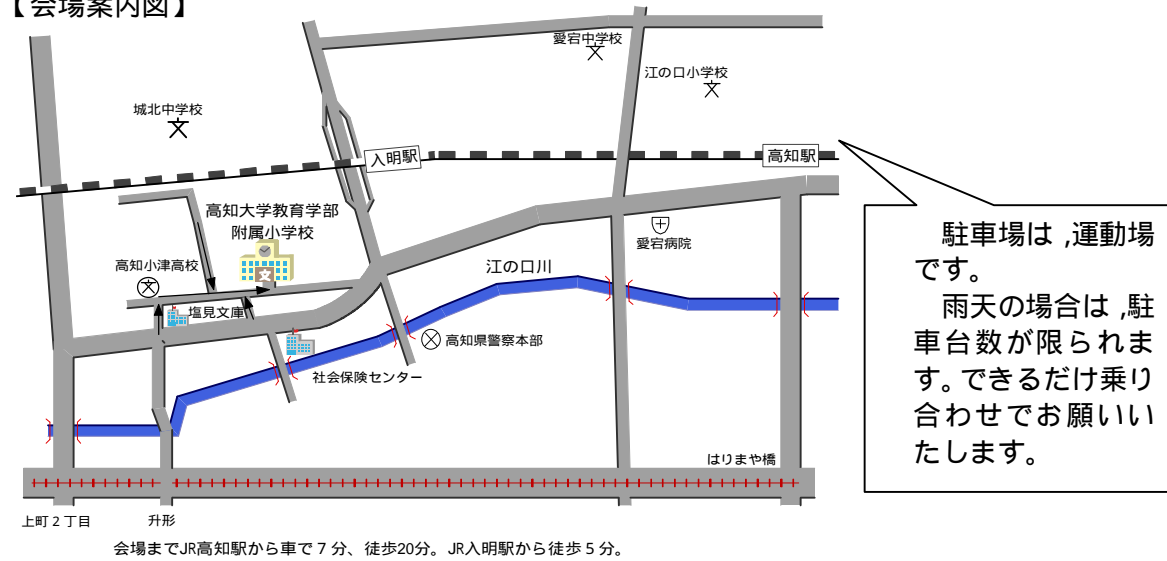 【会場案内図】
愛宕中学校
江の口小学校
城北中学校
入明駅
高知駅
高知大学教育学部
附属小学校
愛宕病院
高知小津高校
江の口川
塩見文庫
高知県警察本部
社会保険センター
はりまや橋
上町２丁目
升形
会場までJR高知駅から車で７分、徒歩20分。JR入明駅から徒歩５分。
駐車場は,運動場
です。
雨天の場合は,駐
車台数が限られま
す。できるだけ乗り
合わせでお願いい
たします。